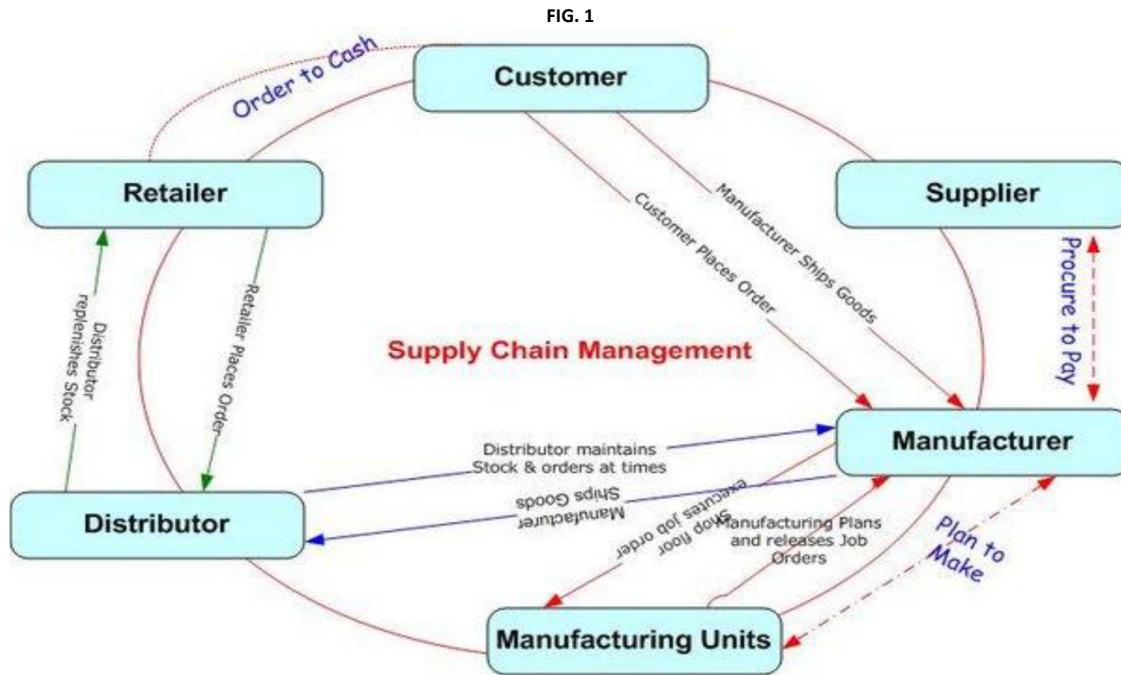 FIG. 1
Order to Cash
Customer
Retailer
Supplier
Customer Places Order
Manufacturer Ships Goods
Procure to Pay
Distributor
replenishes Stock
Retailer Places Order
Supply Chain Management
Manufacturer
Distributor maintains
Stock & orders at times
Manufacturer
Ships Goods
Distributor
Shop floor
executes job order
Manufacturing Plans
and releases Job
Orders
Plan to
Make
Manufacturing Units